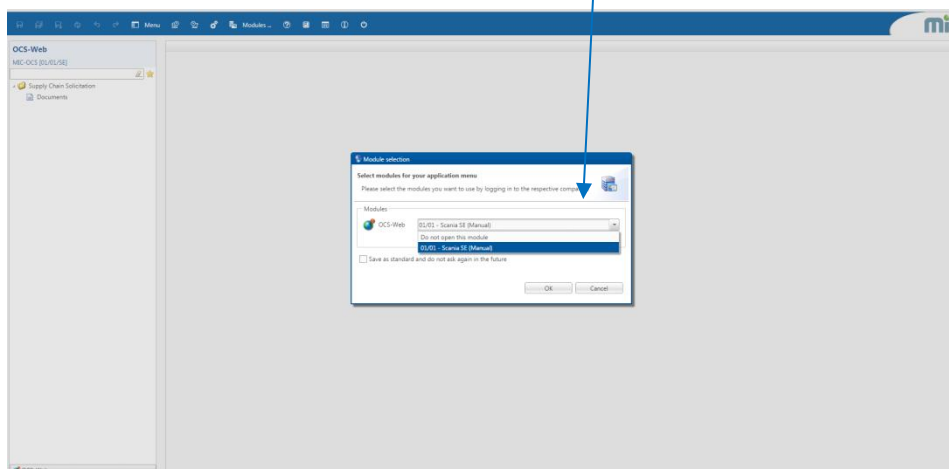 Menu Modules... mi
OCS-Web
MIC-OCS [01/01/SE]
Supply Chain Solicitation
Documents
Module selection
Select modules for your application menu
Please select the modules you want to use by logging in to the respective compa
Modules
OCS-Web 01/01 - Scania SE (Manual)
Do not open this module
01/01 - Scania SE (Manual)
Save as standard and do not ask again in the future
OK Cancel